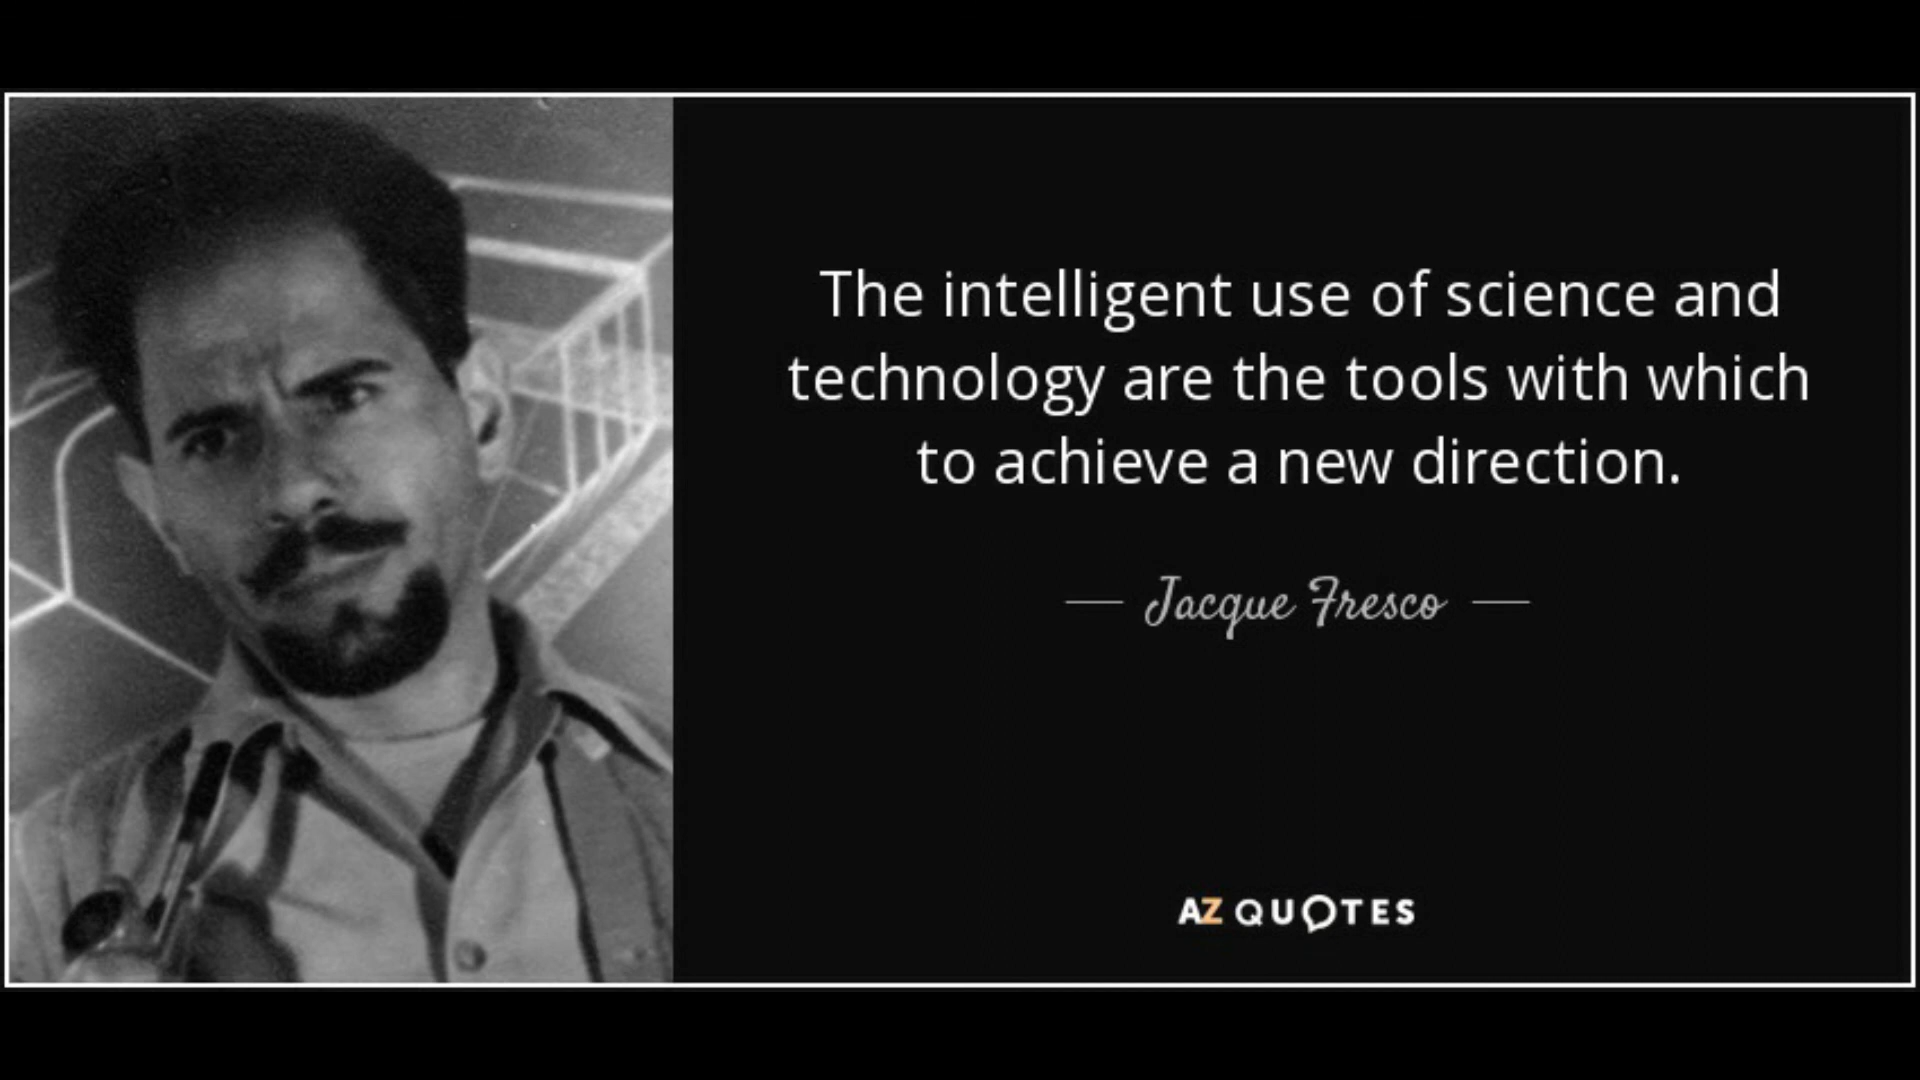 The intelligent use of science and
technology are the tools with which
to achieve a new direction.
— Jacque Fresco —
AZ QUOTES